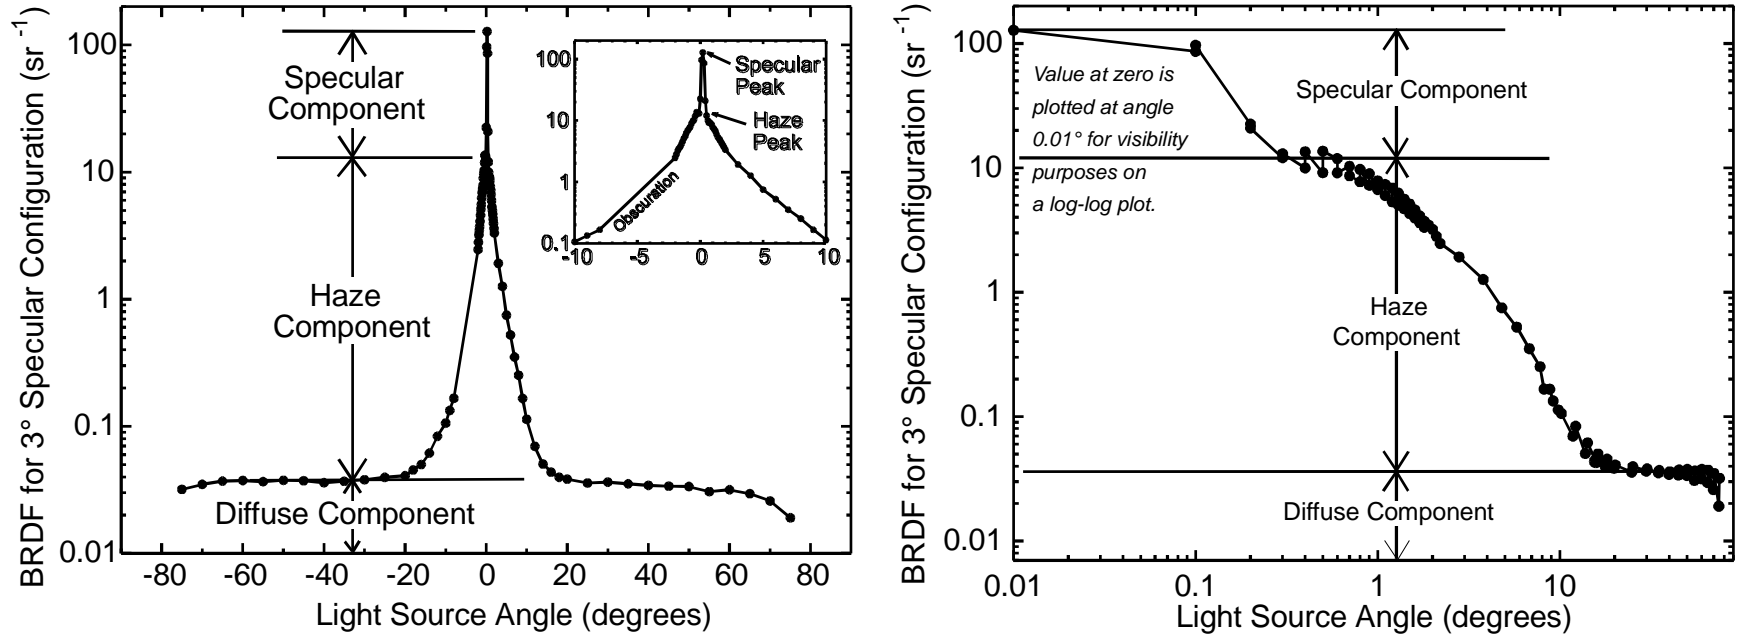 BRDF for 3° Specular Configuration (sr⁻¹)
100
10
1
0.1
0.01
Specular
Component
Haze
Component
Diffuse Component
-80
-60
-40
-20
0
20
40
60
80
Light Source Angle (degrees)
100
10
1
0.1
Specular
Peak
Haze
Peak
Obscuration
-10
-5
0
5
10
BRDF for 3° Specular Configuration (sr⁻¹)
100
10
1
0.1
0.01
Value at zero is
plotted at angle
0.01° for visibility
purposes on
a log-log plot.
Specular Component
Haze
Component
Diffuse Component
0.01
0.1
1
10
Light Source Angle (degrees)